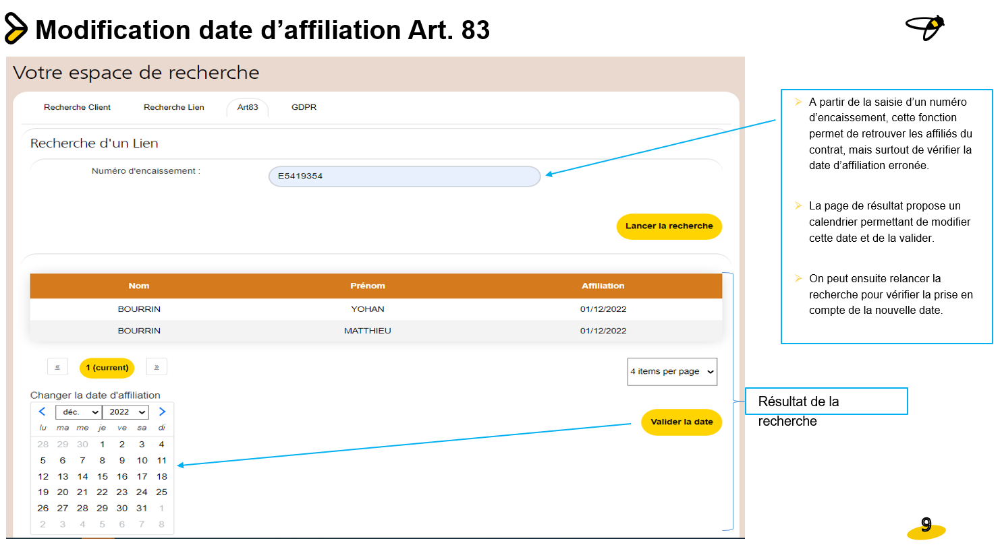 Modification date d’affiliation Art. 83
Votre espace de recherche
Recherche Client Recherche Lien Art83 GDPR
Recherche d'un Lien
Numéro d'encaissement :
E5419354
Lancer la recherche
Nom Prénom Affiliation
BOURRIN YOHAN 01/12/2022
BOURRIN MATTHIEU 01/12/2022
« 1 (current) »
4 items per page
Changer la date d'affiliation
déc. 2022
lu ma me je ve sa di
28 29 30 1 2 3 4
5 6 7 8 9 10 11
12 13 14 15 16 17 18
19 20 21 22 23 24 25
26 27 28 29 30 31 1
2 3 4 5 6 7 8
Valider la date
A partir de la saisie d’un numéro
d’encaissement, cette fonction
permet de retrouver les affiliés du
contrat, mais surtout de vérifier la
date d’affiliation erronée.
La page de résultat propose un
calendrier permettant de modifier
cette date et de la valider.
On peut ensuite relancer la
recherche pour vérifier la prise en
compte de la nouvelle date.
Résultat de la
recherche
9